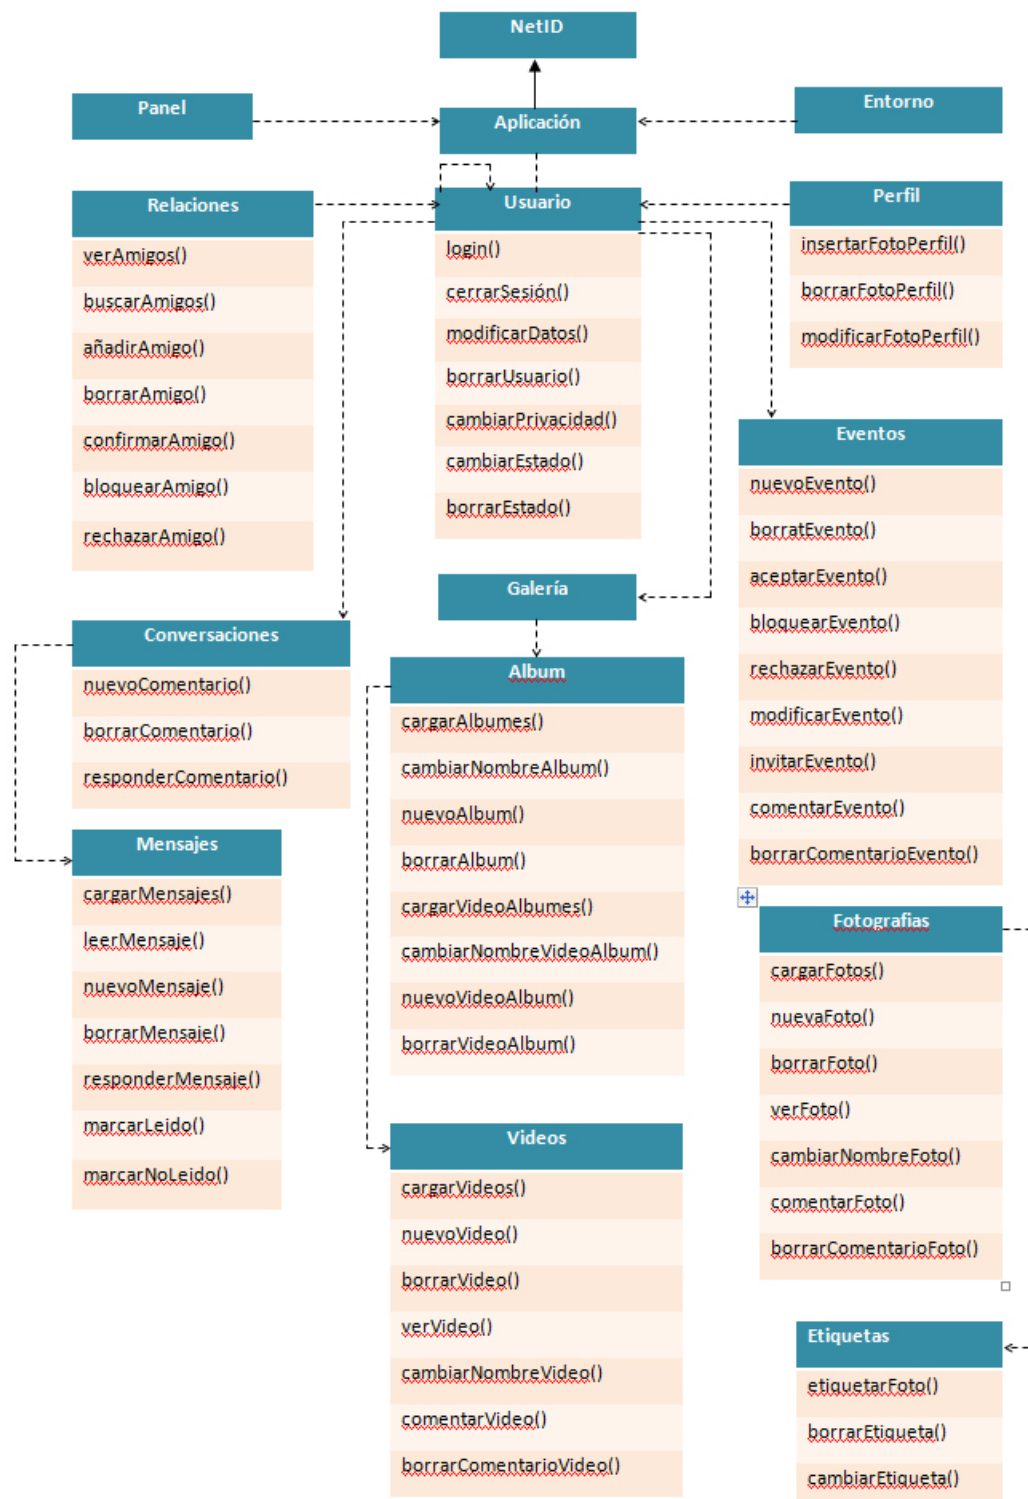 NetID
Panel
Aplicación
Entorno
Relaciones
verAmigos()
buscarAmigos()
añadirAmigo()
borrarAmigo()
confirmarAmigo()
bloquearAmigo()
rechazarAmigo()
Usuario
login()
cerrarSesión()
modificarDatos()
borrarUsuario()
cambiarPrivacidad()
cambiarEstado()
borrarEstado()
Perfil
insertarFotoPerfil()
borrarFotoPerfil()
modificarFotoPerfil()
Eventos
nuevoEvento()
borratEvento()
aceptarEvento()
bloquearEvento()
rechazarEvento()
modificarEvento()
invitarEvento()
comentarEvento()
borrarComentarioEvento()
Galería
Conversaciones
nuevoComentario()
borrarComentario()
responderComentario()
Album
cargarAlbumes()
cambiarNombreAlbum()
nuevoAlbum()
borrarAlbum()
cargarVideoAlbumes()
cambiarNombreVideoAlbum()
nuevoVideoAlbum()
borrarVideoAlbum()
Mensajes
cargarMensajes()
leerMensaje()
nuevoMensaje()
borrarMensaje()
responderMensaje()
marcarLeido()
marcarNoLeido()
Fotografias
cargarFotos()
nuevaFoto()
borrarFoto()
verFoto()
cambiarNombreFoto()
comentarFoto()
borrarComentarioFoto()
Videos
cargarVideos()
nuevoVideo()
borrarVideo()
verVideo()
cambiarNombreVideo()
comentarVideo()
borrarComentarioVideo()
Etiquetas
etiquetarFoto()
borrarEtiqueta()
cambiarEtiqueta()